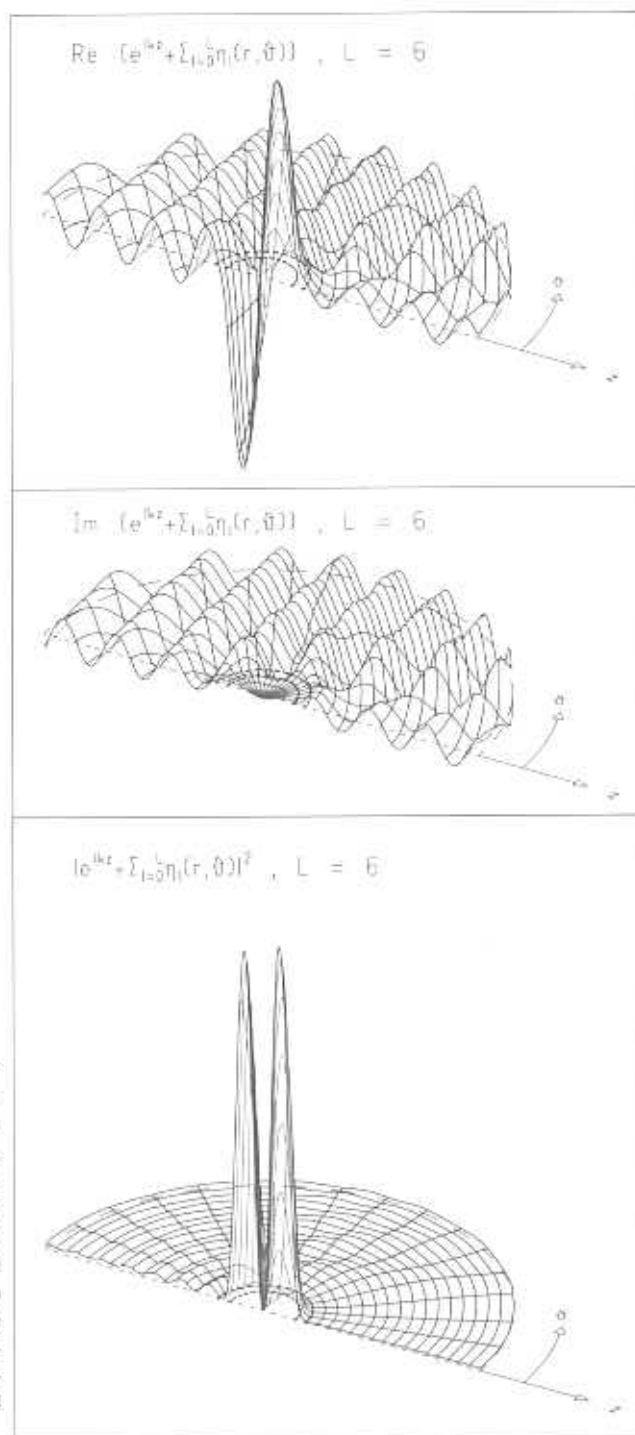 Re {e^{ikz}+Σ_{l=0}^{L}η_l(r,ϑ)} , L = 6
ϑ
z
Im {e^{ikz}+Σ_{l=0}^{L}η_l(r,ϑ)} , L = 6
ϑ
z
|e^{ikz}+Σ_{l=0}^{L}η_l(r,ϑ)|² , L = 6
ϑ
z